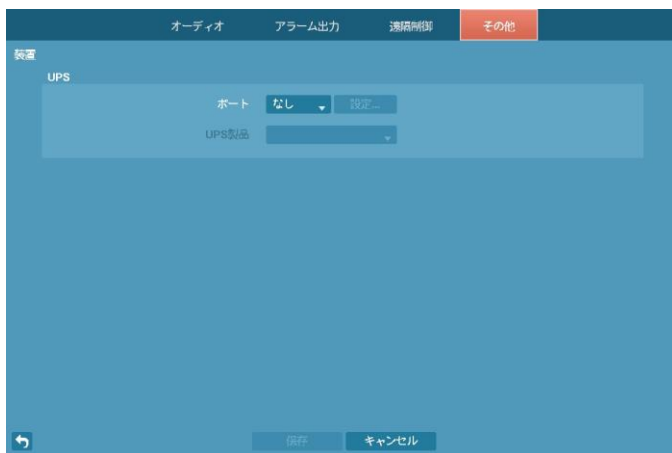 オーディオ アラーム出力 遠隔制御 その他
装置
UPS
ポート なし 設定...
UPS製品
保存 キャンセル